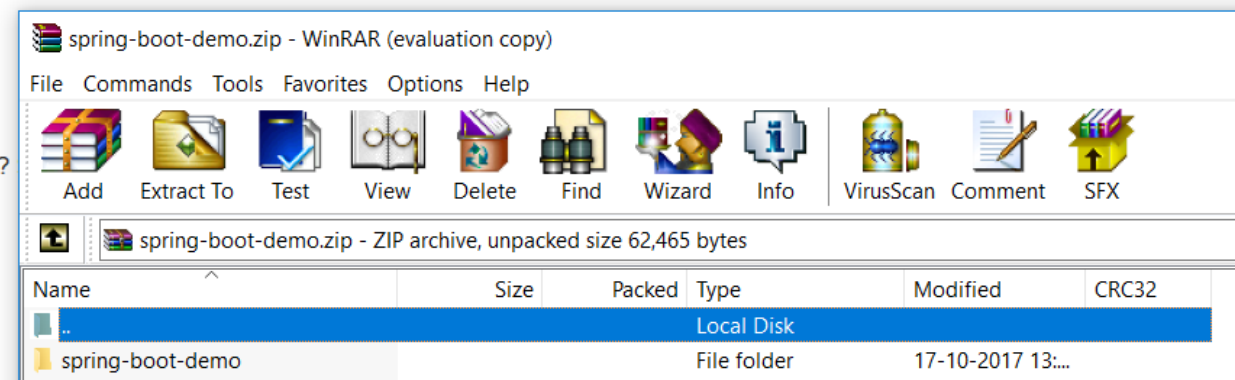 spring-boot-demo.zip - WinRAR (evaluation copy)
File Commands Tools Favorites Options Help
?
Add Extract To Test View Delete Find Wizard Info VirusScan Comment SFX
spring-boot-demo.zip - ZIP archive, unpacked size 62,465 bytes
Name Size Packed Type Modified CRC32
.. Local Disk
spring-boot-demo File folder 17-10-2017 13:...